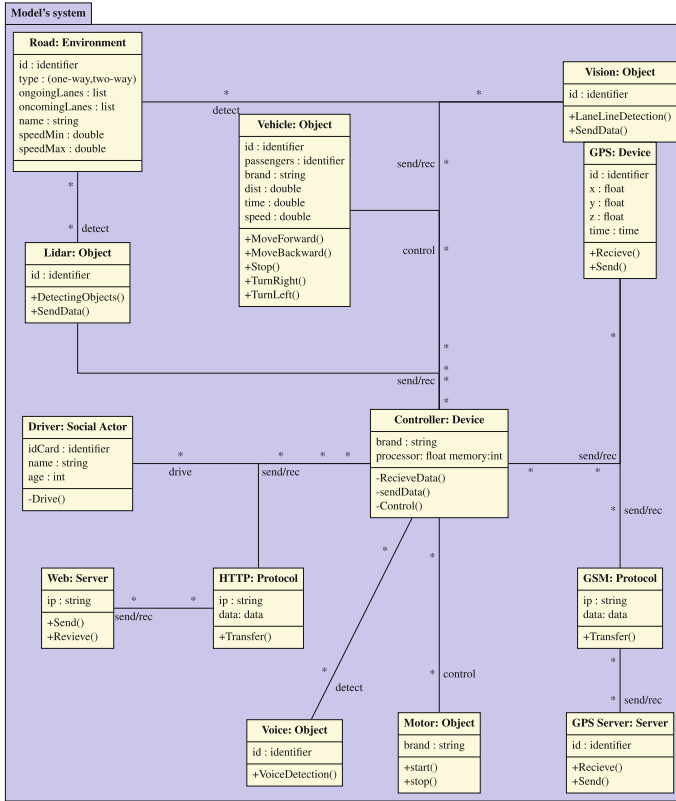 Model's system
Road: Environment
id : identifier
type : (one-way,two-way)
ongoingLanes : list
oncomingLanes : list
name : string
speedMin : double
speedMax : double
*
detect
*
Vision: Object
id : identifier
+LaneLineDetection()
+SendData()
Vehicle: Object
id : identifier
passengers : identifier
brand : string
dist : double
time : double
speed : double
+MoveForward()
+MoveBackward()
+Stop()
+TurnRight()
+TurnLeft()
send/rec
*
control
*
GPS: Device
id : identifier
x : float
y : float
z : float
time : time
+Recieve()
+Send()
*
* detect
Lidar: Object
id : identifier
+DetectingObjects()
+SendData()
*
*
*
send/rec
*
*
Driver: Social Actor
idCard : identifier
name : string
age : int
-Drive()
*
drive
*
send/rec
*
*
Controller: Device
brand : string
processor: float memory:int
-RecieveData()
-sendData()
-Control()
*
*
send/rec
* send/rec
*
*
Web: Server
ip : string
+Send()
+Revieve()
*
send/rec
*
HTTP: Protocol
ip : string
data: data
+Transfer()
GSM: Protocol
ip : string
data: data
+Transfer()
*
* send/rec
*
detect
* control
Voice: Object
id : identifier
+VoiceDetection()
Motor: Object
brand : string
+start()
+stop()
GPS Server: Server
id : identifier
+Recieve()
+Send()